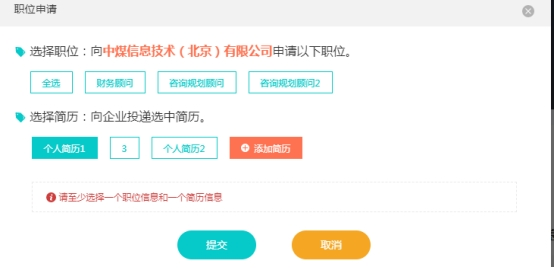 职位申请
选择职位：向中煤信息技术（北京）有限公司申请以下职位。
全选 财务顾问 咨询规划顾问 咨询规划顾问2
选择简历：向企业投递选中简历。
个人简历1 3 个人简历2 添加简历
请至少选择一个职位信息和一个简历信息
提交 取消